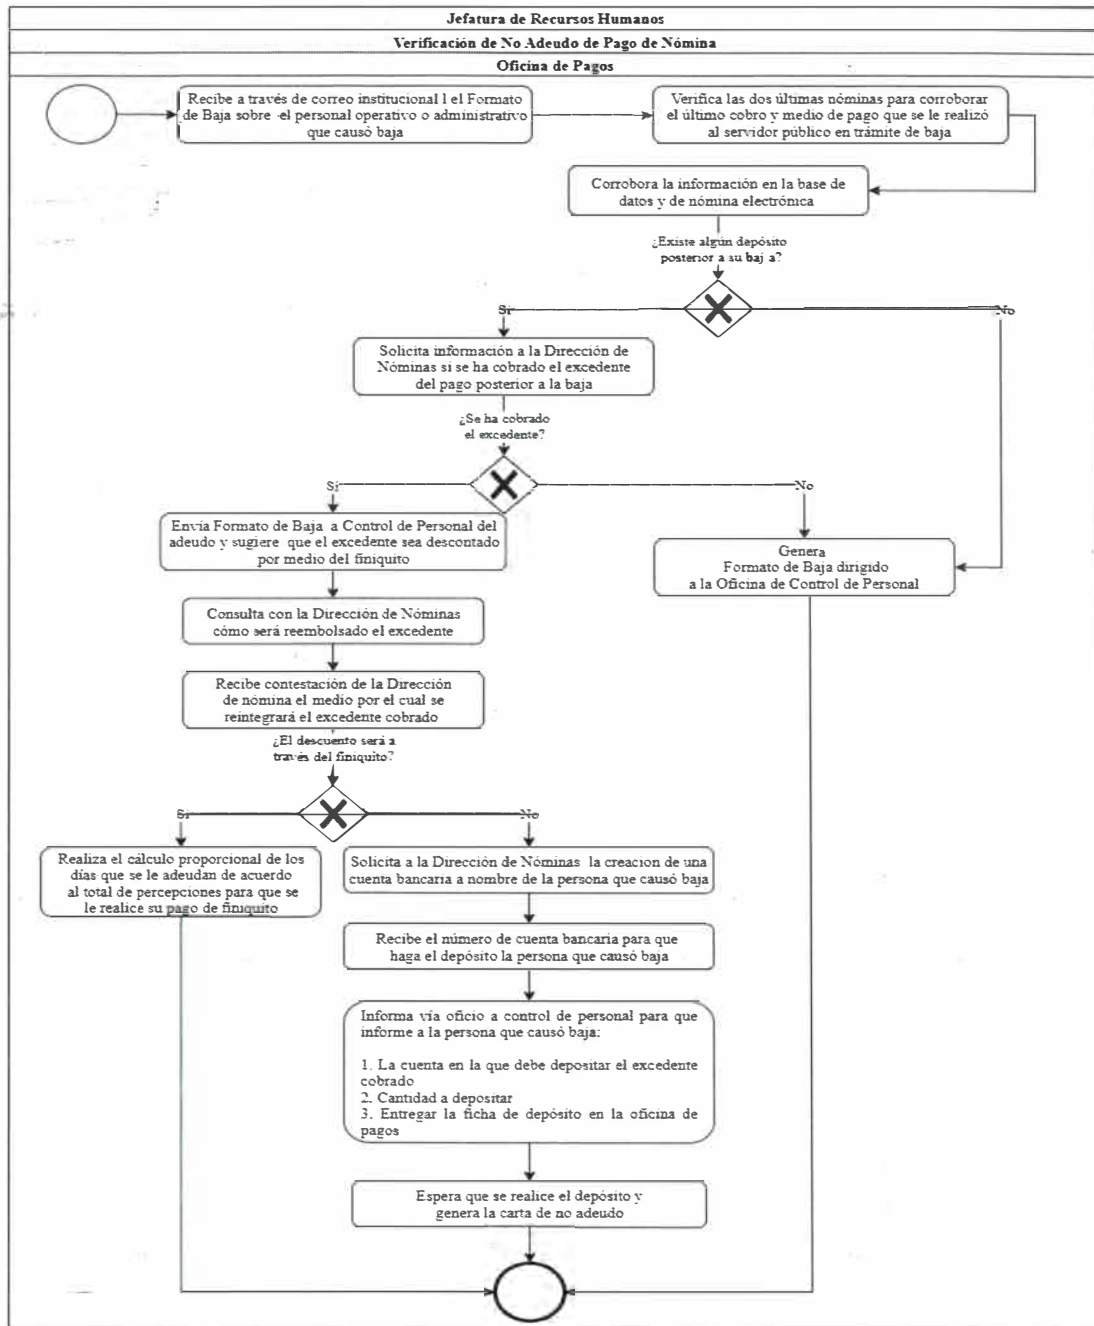 Jefatura de Recursos Humanos
Verificación de No Adeudo de Pago de Nómina
Oficina de Pagos
Recibe a través de correo institucional l el Formato
de Baja sobre el personal operativo o administrativo
que causó baja
Verifica las dos últimas nóminas para corroborar
el último cobro y medio de pago que se le realizó
al servidor público en trámite de baja
Corrobora la información en la base de
datos y de nómina electrónica
¿Existe algún depósito
posterior a su baja?
Si
No
Solicita información a la Dirección de
Nóminas si se ha cobrado el excedente
del pago posterior a la baja
¿Se ha cobrado
el excedente?
Si
No
Envía Formato de Baja a Control de Personal del
adeudo y sugiere que el excedente sea descontado
por medio del finiquito
Genera
Formato de Baja dirigido
a la Oficina de Control de Personal
Consulta con la Dirección de Nóminas
cómo será reembolsado el excedente
Recibe contestación de la Dirección
de nómina el medio por el cual se
reintegrará el excedente cobrado
¿El descuento será a
través del finiquito?
Si
No
Realiza el cálculo proporcional de los
días que se le adeudan de acuerdo
al total de percepciones para que se
le realice su pago de finiquito
Solicita a la Dirección de Nóminas la creacion de una
cuenta bancaria a nombre de la persona que causó baja
Recibe el número de cuenta bancaria para que
haga el depósito la persona que causó baja
Informa vía oficio a control de personal para que
informe a la persona que causó baja:
1. La cuenta en la que debe depositar el excedente
cobrado
2. Cantidad a depositar
3. Entregar la ficha de depósito en la oficina de
pagos
Espera que se realice el depósito y
genera la carta de no adeudo